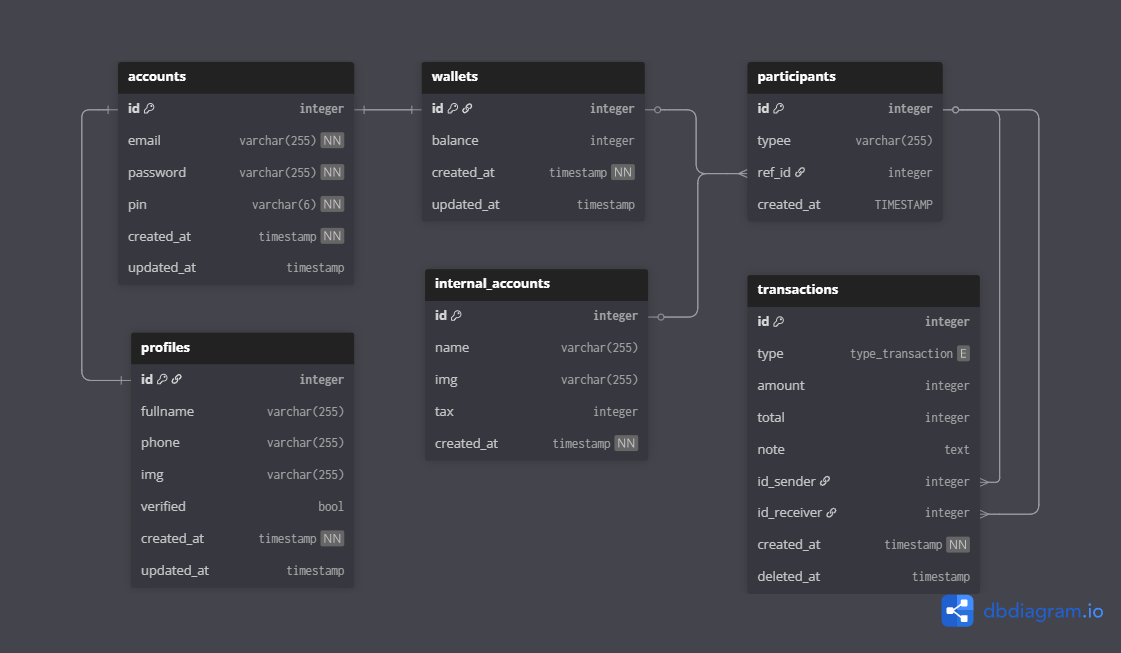 accounts
id integer
email varchar(255) NN
password varchar(255) NN
pin varchar(6) NN
created_at timestamp NN
updated_at timestamp
wallets
id integer
balance integer
created_at timestamp NN
updated_at timestamp
participants
id integer
typee varchar(255)
ref_id integer
created_at TIMESTAMP
internal_accounts
id integer
name varchar(255)
img varchar(255)
tax integer
created_at timestamp NN
transactions
id integer
type type_transaction E
amount integer
total integer
note text
id_sender integer
id_receiver integer
created_at timestamp NN
deleted_at timestamp
profiles
id integer
fullname varchar(255)
phone varchar(255)
img varchar(255)
verified bool
created_at timestamp NN
updated_at timestamp
dbdiagram.io